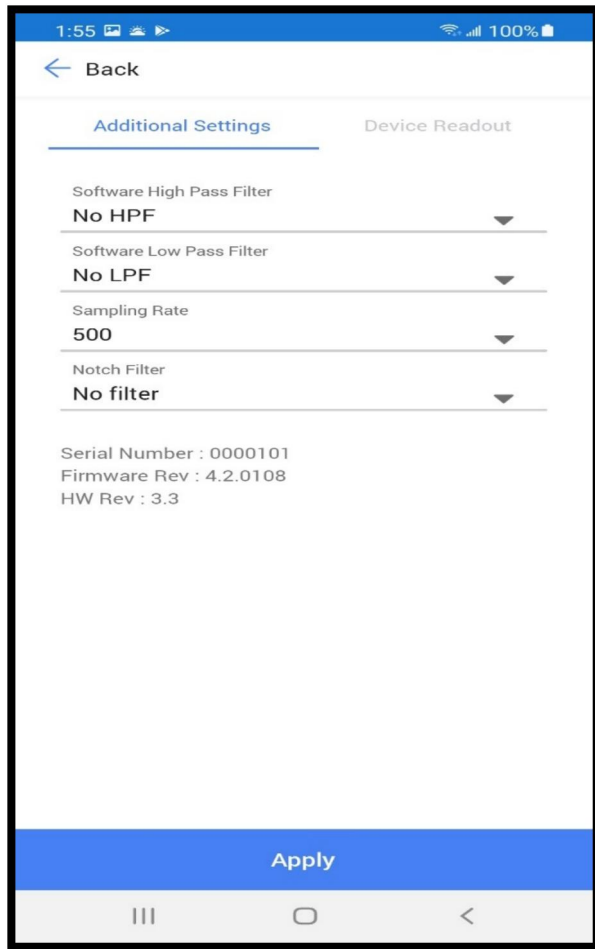 1:55 100%
Back
Additional Settings Device Readout
Software High Pass Filter
No HPF
Software Low Pass Filter
No LPF
Sampling Rate
500
Notch Filter
No filter
Serial Number : 0000101
Firmware Rev : 4.2.0108
HW Rev : 3.3
Apply